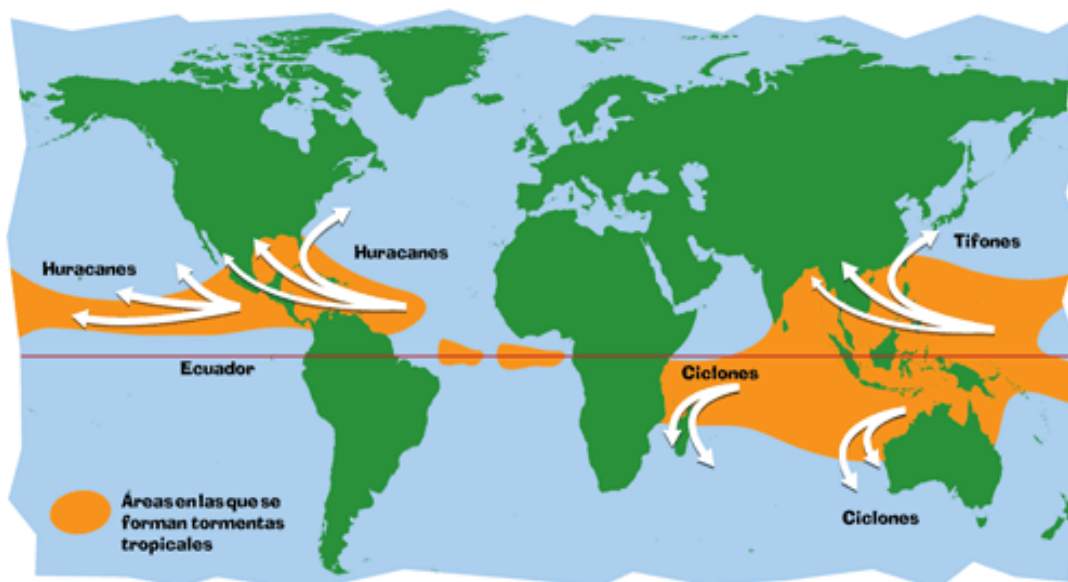 Huracanes
Huracanes
Tifones
Ecuador
Ciclones
Ciclones
Áreas en las que se
forman tormentas
tropicales